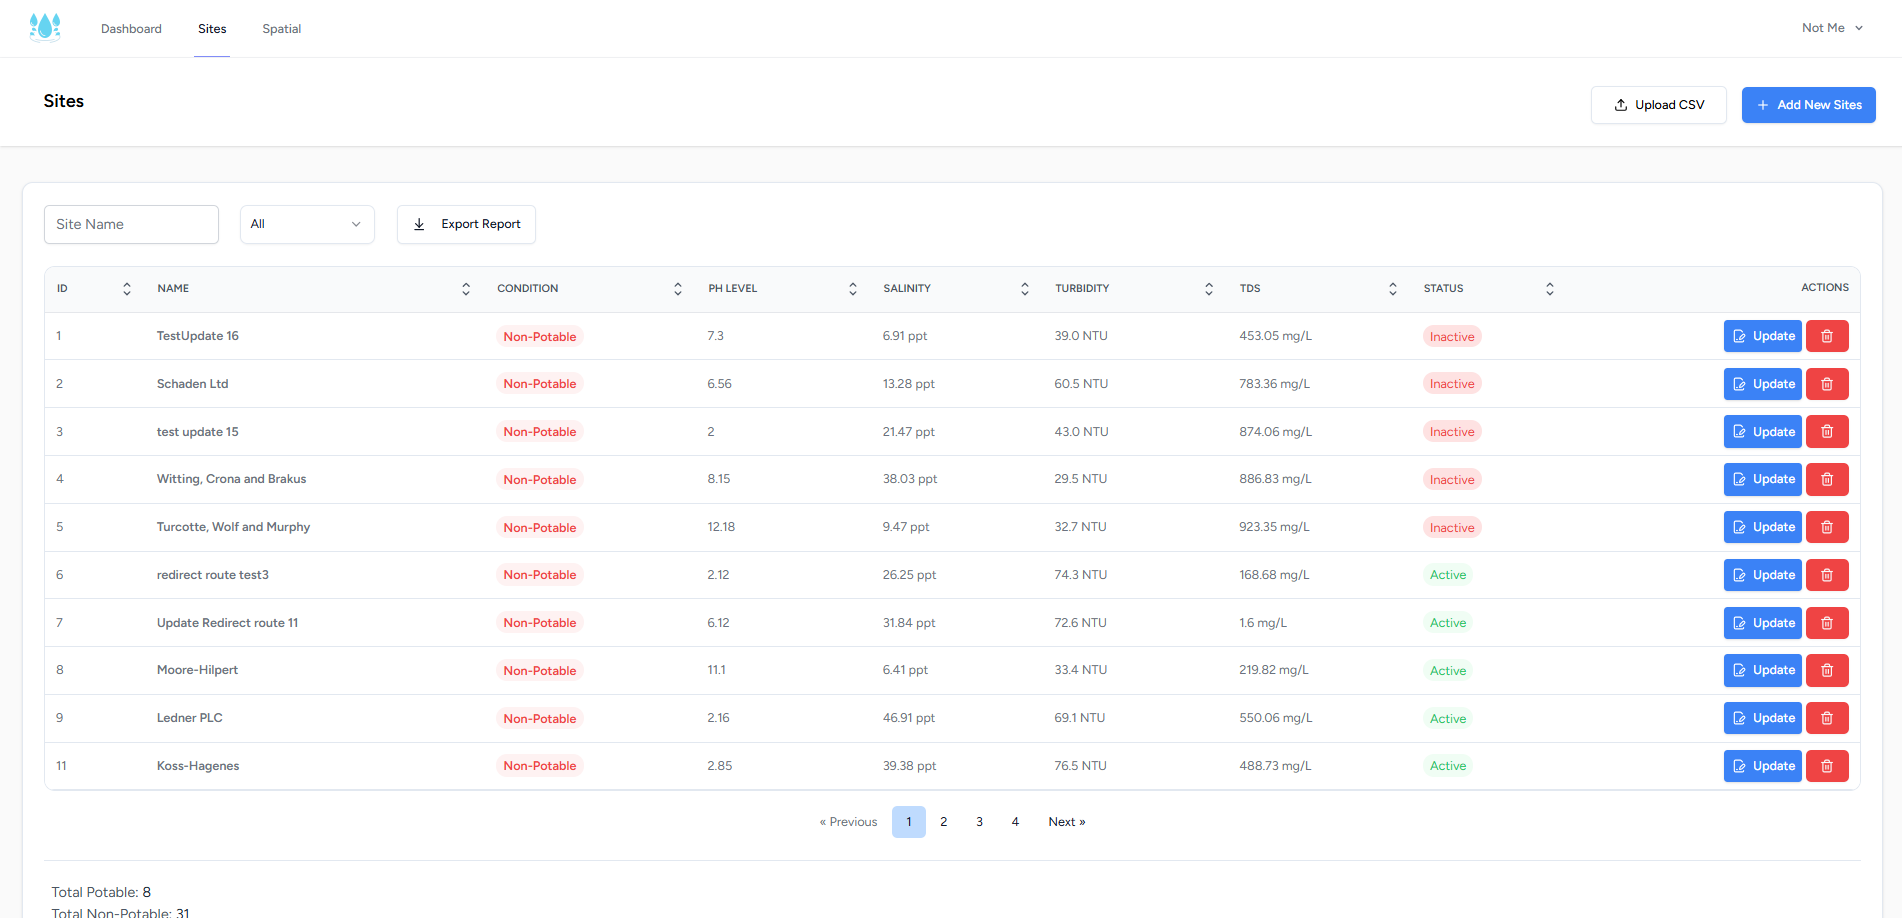 Dashboard Sites Spatial Not Me
Sites
Upload CSV Add New Sites
Site Name All Export Report
ID NAME CONDITION PH LEVEL SALINITY TURBIDITY TDS STATUS ACTIONS
1 TestUpdate 16 Non-Potable 7.3 6.91 ppt 39.0 NTU 453.05 mg/L Inactive Update
2 Schaden Ltd Non-Potable 6.56 13.28 ppt 60.5 NTU 783.36 mg/L Inactive Update
3 test update 15 Non-Potable 2 21.47 ppt 43.0 NTU 874.06 mg/L Inactive Update
4 Witting, Crona and Brakus Non-Potable 8.15 38.03 ppt 29.5 NTU 886.83 mg/L Inactive Update
5 Turcotte, Wolf and Murphy Non-Potable 12.18 9.47 ppt 32.7 NTU 923.35 mg/L Inactive Update
6 redirect route test3 Non-Potable 2.12 26.25 ppt 74.3 NTU 168.68 mg/L Active Update
7 Update Redirect route 11 Non-Potable 6.12 31.84 ppt 72.6 NTU 1.6 mg/L Active Update
8 Moore-Hilpert Non-Potable 11.1 6.41 ppt 33.4 NTU 219.82 mg/L Active Update
9 Ledner PLC Non-Potable 2.16 46.91 ppt 69.1 NTU 550.06 mg/L Active Update
11 Koss-Hagenes Non-Potable 2.85 39.38 ppt 76.5 NTU 488.73 mg/L Active Update
« Previous 1 2 3 4 Next »
Total Potable: 8
Total Non-Potable: 31